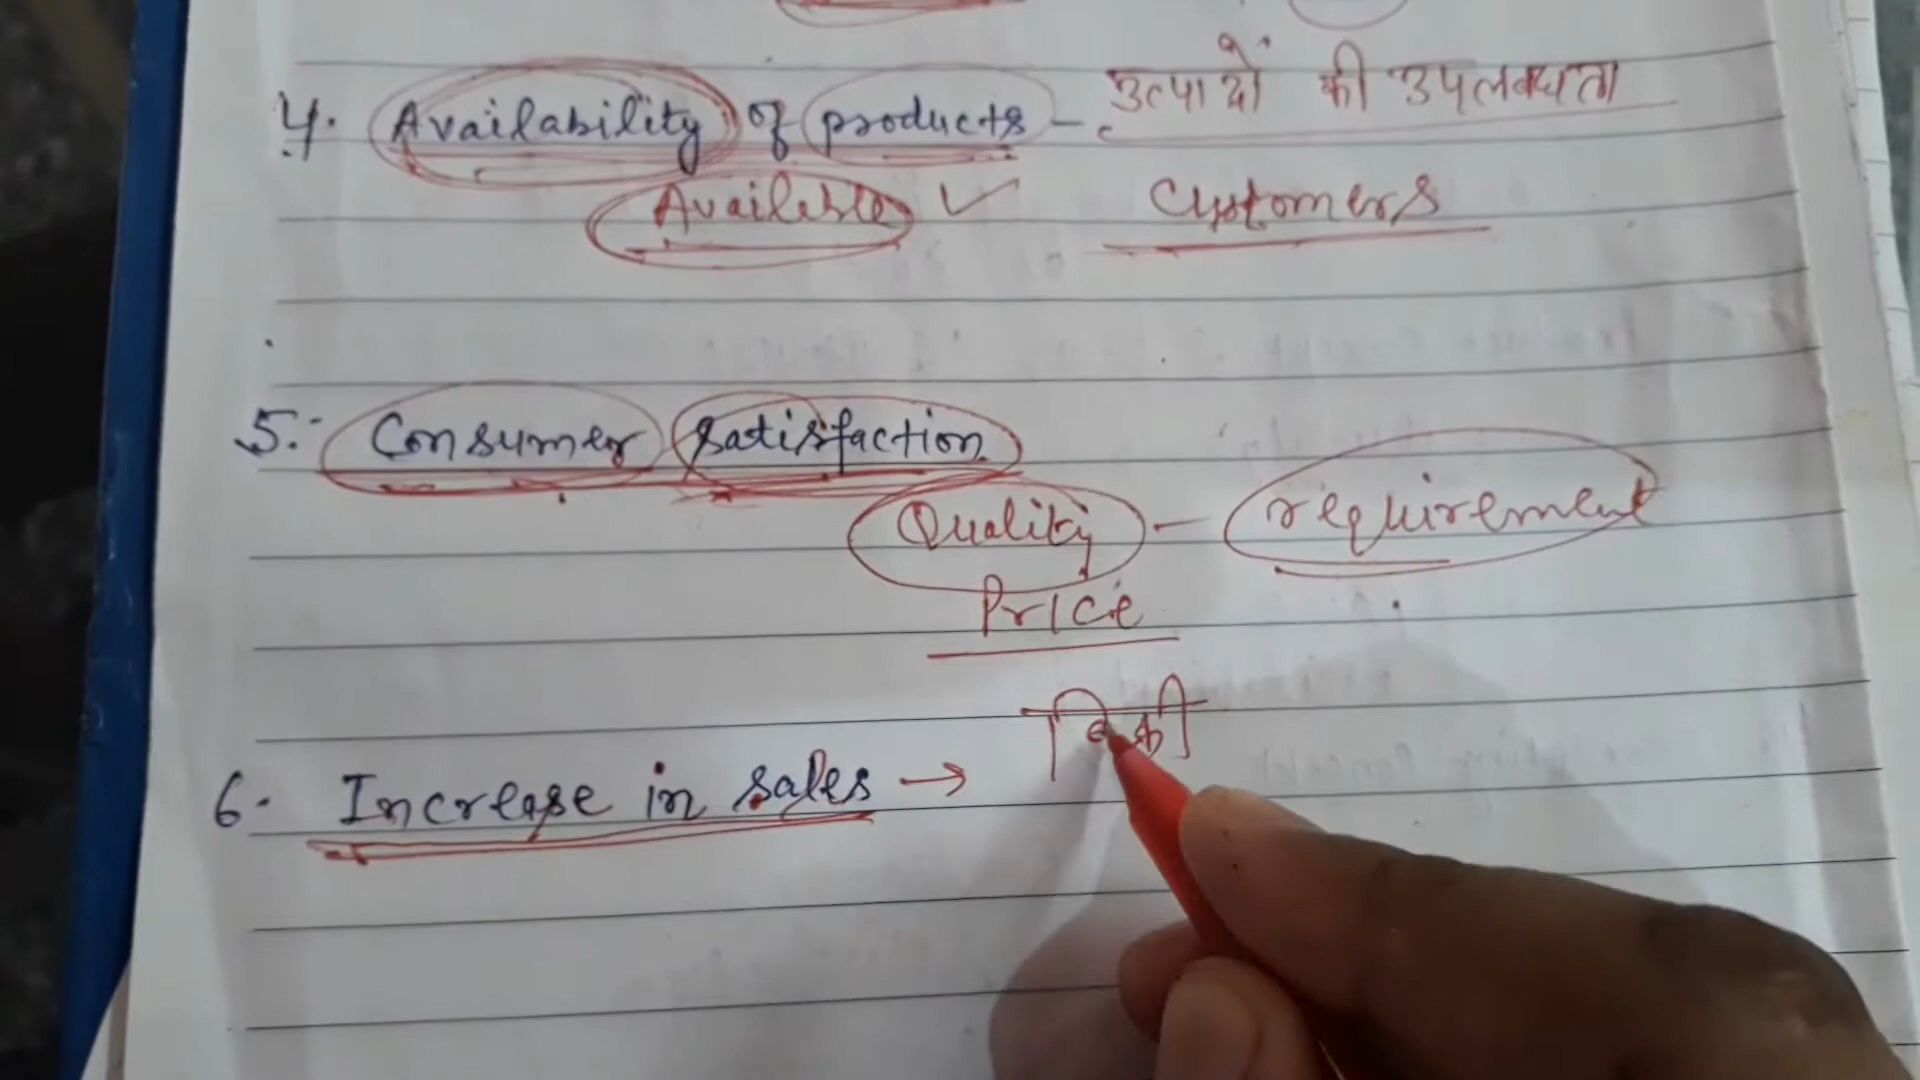 4. Availability of products - उत्पादों की उपलब्धता
Available ✓ Customers
5. Consumer satisfaction
Quality - requirement
Price
6. Increase in sales →